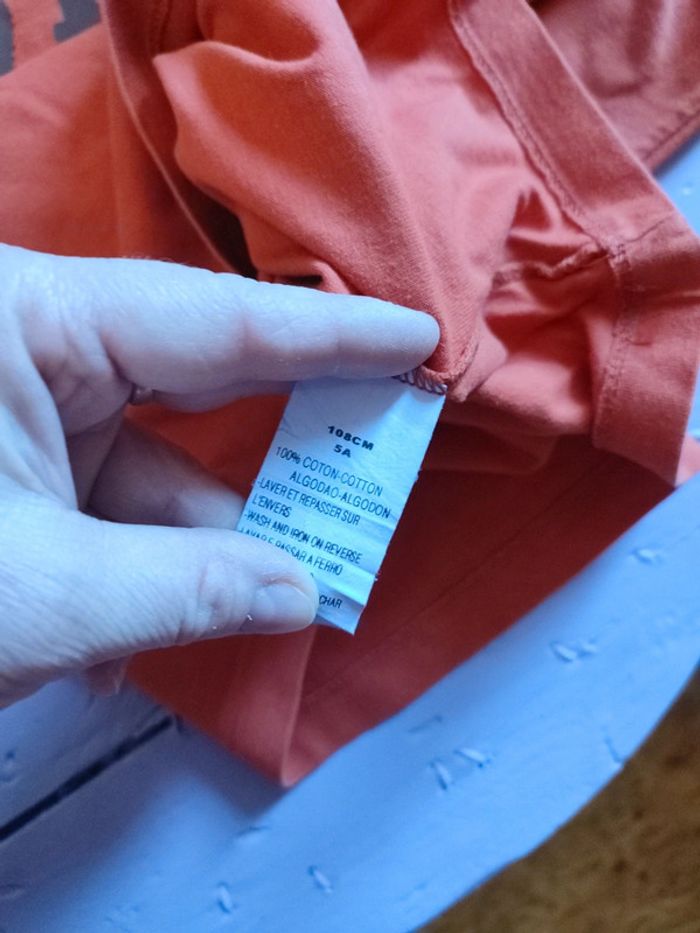 108CM
5A
100% COTON-COTTON
ALGODAO-ALGODON
-LAVER ET REPASSER SUR
L'ENVERS
-WASH AND IRON ON REVERSE
PASSAR A FERRO